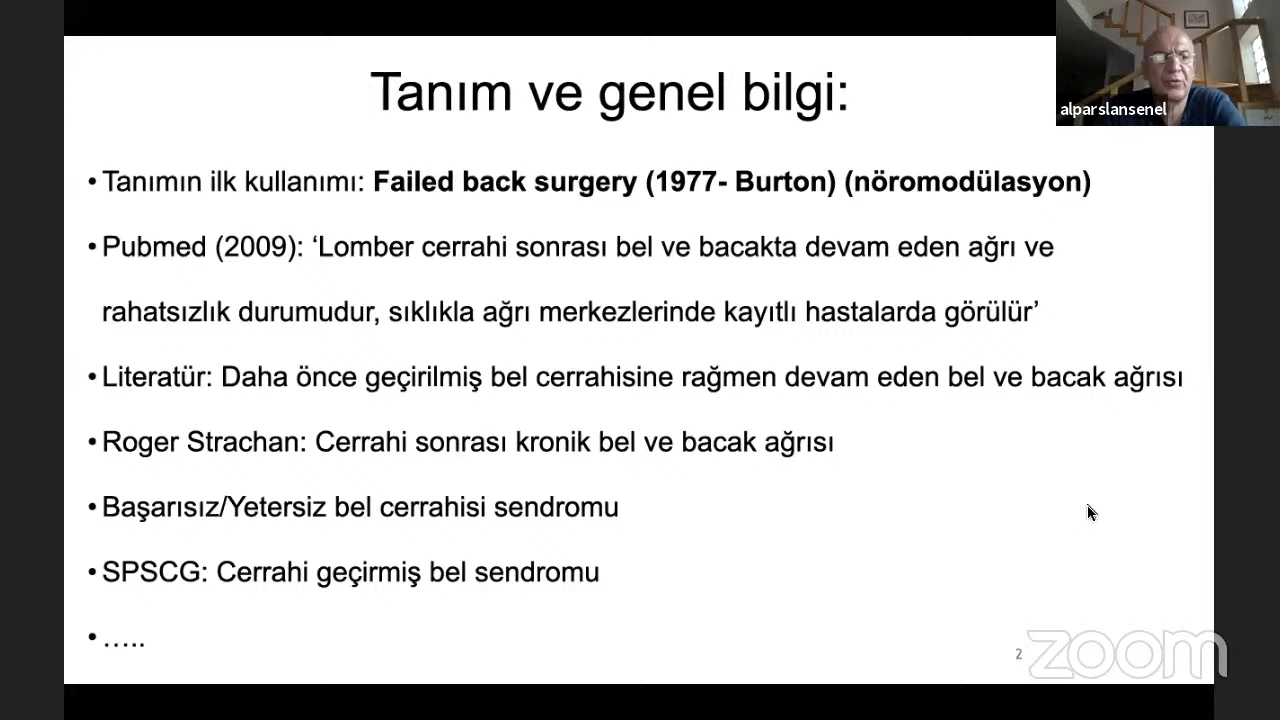 Tanım ve genel bilgi:
alparslansenel
• Tanımın ilk kullanımı: Failed back surgery (1977- Burton) (nöromodülasyon)
• Pubmed (2009): ‘Lomber cerrahi sonrası bel ve bacakta devam eden ağrı ve
rahatsızlık durumudur, sıklıkla ağrı merkezlerinde kayıtlı hastalarda görülür’
• Literatür: Daha önce geçirilmiş bel cerrahisine rağmen devam eden bel ve bacak ağrısı
• Roger Strachan: Cerrahi sonrası kronik bel ve bacak ağrısı
• Başarısız/Yetersiz bel cerrahisi sendromu
• SPSCG: Cerrahi geçirmiş bel sendromu
• …..
2
zoom